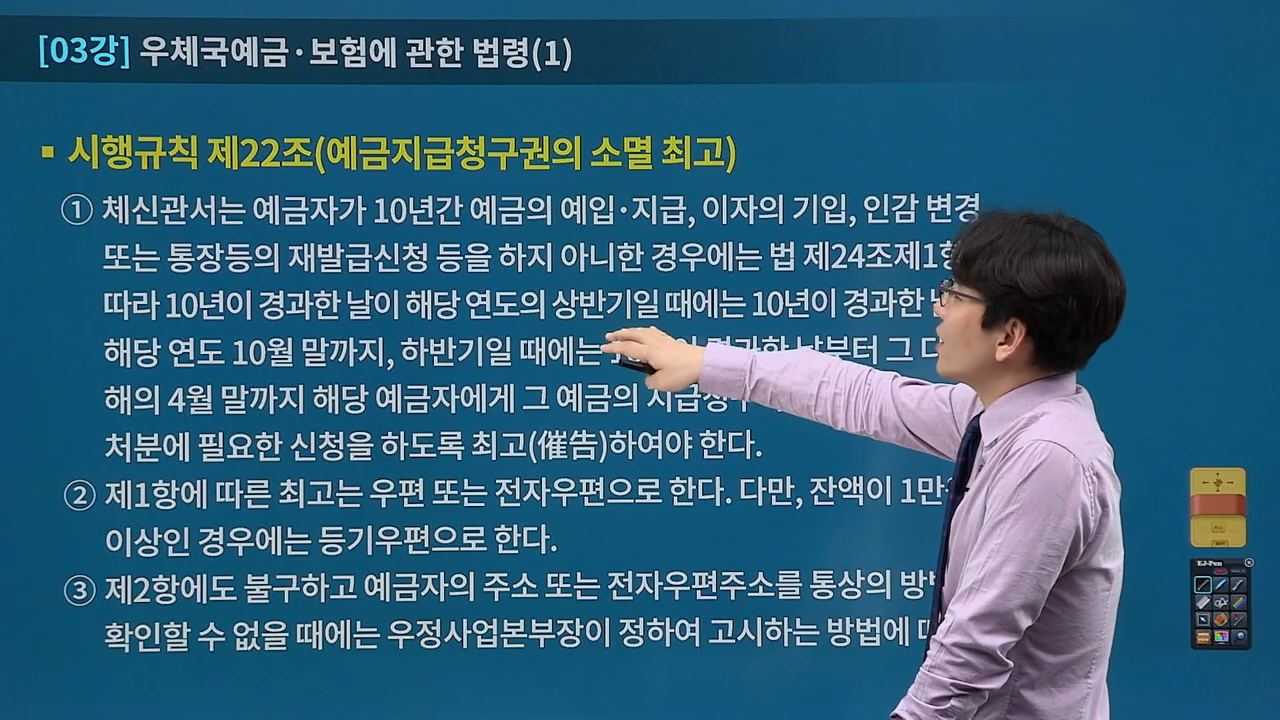 [03강] 우체국예금·보험에 관한 법령(1)
▪ 시행규칙 제22조(예금지급청구권의 소멸 최고)
① 체신관서는 예금자가 10년간 예금의 예입·지급, 이자의 기입, 인감 변경
또는 통장등의 재발급신청 등을 하지 아니한 경우에는 법 제24조제1항
따라 10년이 경과한 날이 해당 연도의 상반기일 때에는 10년이 경과한
해당 연도 10월 말까지, 하반기일 때에는 경과한 날부터 그
해의 4월 말까지 해당 예금자에게 그 예금의
처분에 필요한 신청을 하도록 최고(催告)하여야 한다.
② 제1항에 따른 최고는 우편 또는 전자우편으로 한다. 다만, 잔액이 1만
이상인 경우에는 등기우편으로 한다.
③ 제2항에도 불구하고 예금자의 주소 또는 전자우편주소를 통상의
확인할 수 없을 때에는 우정사업본부장이 정하여 고시하는 방법에
EJ-Pen
ALL